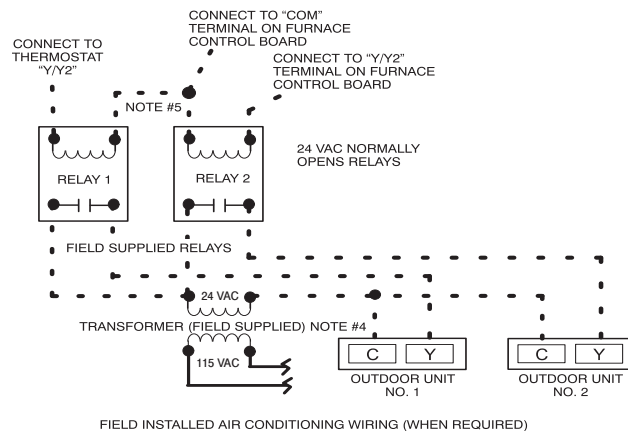 CONNECT TO “COM”
TERMINAL ON FURNACE
CONTROL BOARD
CONNECT TO
THERMOSTAT
“Y/Y2”
CONNECT TO “Y/Y2”
TERMINAL ON FURNACE
CONTROL BOARD
NOTE #5
24 VAC NORMALLY
OPENS RELAYS
RELAY 1
RELAY 2
FIELD SUPPLIED RELAYS
24 VAC
TRANSFORMER (FIELD SUPPLIED) NOTE #4
115 VAC
C
Y
C
Y
OUTDOOR UNIT
NO. 1
OUTDOOR UNIT
NO. 2
FIELD INSTALLED AIR CONDITIONING WIRING (WHEN REQUIRED)